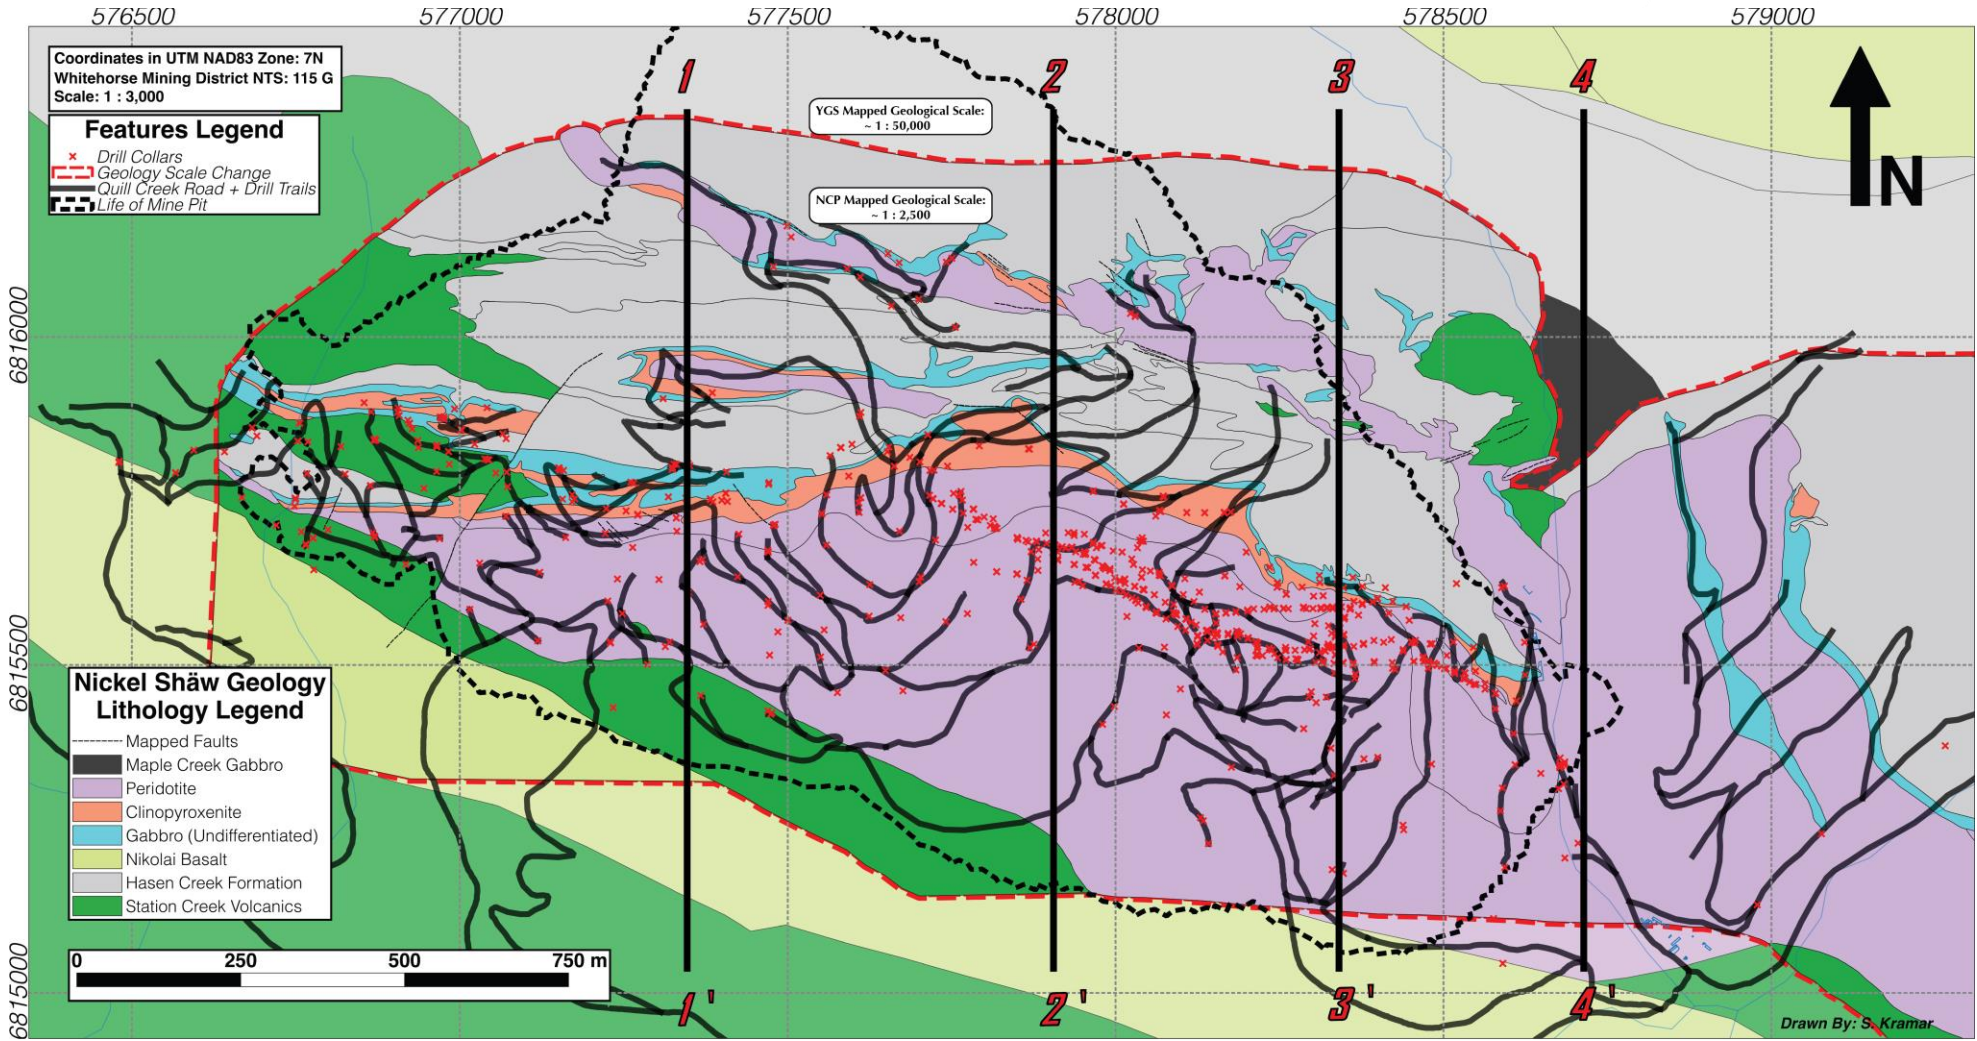 576500 577000 577500 578000 578500 579000
Coordinates in UTM NAD83 Zone: 7N
Whitehorse Mining District NTS: 115 G
Scale: 1 : 3,000
Features Legend
Drill Collars
Geology Scale Change
Quill Creek Road + Drill Trails
Life of Mine Pit
1 2 3 4
YGS Mapped Geological Scale:
~ 1 : 50,000
NCP Mapped Geological Scale:
~ 1 : 2,500
N
6816000
6815500
6815000
Nickel Shäw Geology
Lithology Legend
Mapped Faults
Maple Creek Gabbro
Peridotite
Clinopyroxenite
Gabbro (Undifferentiated)
Nikolai Basalt
Hasen Creek Formation
Station Creek Volcanics
0 250 500 750 m
1' 2' 3' 4'
Drawn By: S. Kramar